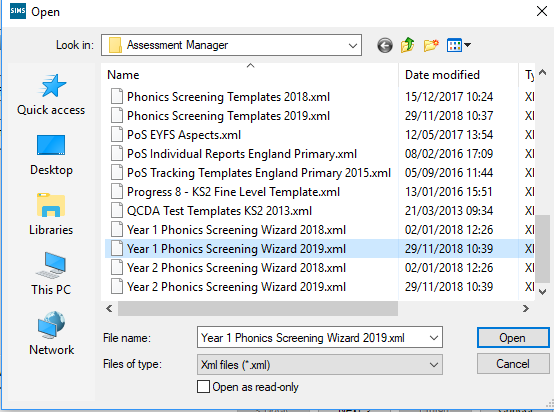 SIMS Open
Look in: Assessment Manager
Name Date modified Ty
Quick access
Desktop
Libraries
This PC
Network
Phonics Screening Templates 2018.xml 15/12/2017 10:24 XI
Phonics Screening Templates 2019.xml 29/11/2018 10:37 XI
PoS EYFS Aspects.xml 12/05/2017 13:54 XI
PoS Individual Reports England Primary.xml 08/02/2016 17:09 XI
PoS Tracking Templates England Primary 2015.xml 05/09/2016 11:44 XI
Progress 8 - KS2 Fine Level Template.xml 13/01/2016 15:51 XI
QCDA Test Templates KS2 2013.xml 21/03/2013 09:34 XI
Year 1 Phonics Screening Wizard 2018.xml 02/01/2018 12:26 XI
Year 1 Phonics Screening Wizard 2019.xml 29/11/2018 10:39 XI
Year 2 Phonics Screening Wizard 2018.xml 02/01/2018 12:26 XI
Year 2 Phonics Screening Wizard 2019.xml 29/11/2018 10:39 XI
File name: Year 1 Phonics Screening Wizard 2019.xml Open
Files of type: Xml files (*.xml) Cancel
Open as read-only